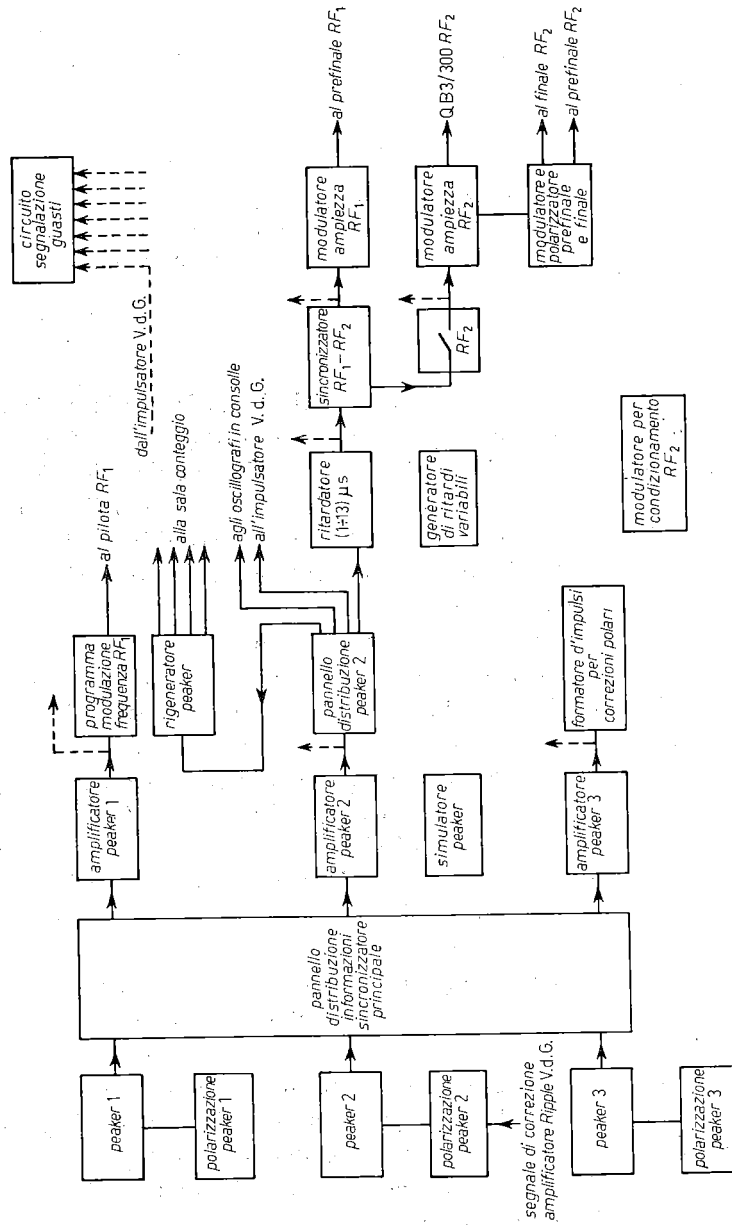 peaker 1
polarizzazione
peaker 1
peaker 2
polarizzazione
peaker 2
segnale di correzione
amplificatore Ripple V.d.G.
peaker 3
polarizzazione
peaker 3
pannello
distribuzione
informazioni
sincronizzatore
principale
amplificatore
peaker 1
programma
modulazione
frequenza RF1
al pilota RF1
rigeneratore
peaker
alla sala conteggio
dall'impulsatore V.d.G.
circuito
segnalazione
guasti
amplificatore
peaker 2
pannello
distribuzione
peaker 2
agli oscillografi in consolle
all'impulsatore V.d.G.
ritardatore
(1÷13) µs
sincronizzatore
RF1-RF2
modulatore
ampiezza
RF1
al prefinale RF1
RF2
modulatore
ampiezza
RF2
QB3/300 RF2
modulatore e
polarizzatore
prefinale
e finale
al finale RF2
al prefinale RF2
simulatore
peaker
generatore
di ritardi
variabili
amplificatore
peaker 3
formatore d'impulsi
per
correzioni polari
modulatore per
condizionamento
RF2